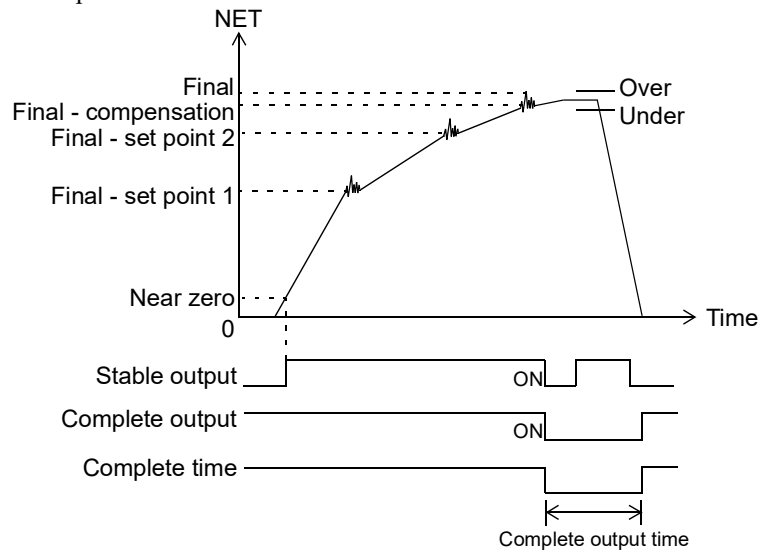 NET
Final
Over
Final - compensation
Under
Final - set point 2
Final - set point 1
Near zero
0
Time
Stable output
ON
Complete output
ON
Complete time
Complete output time